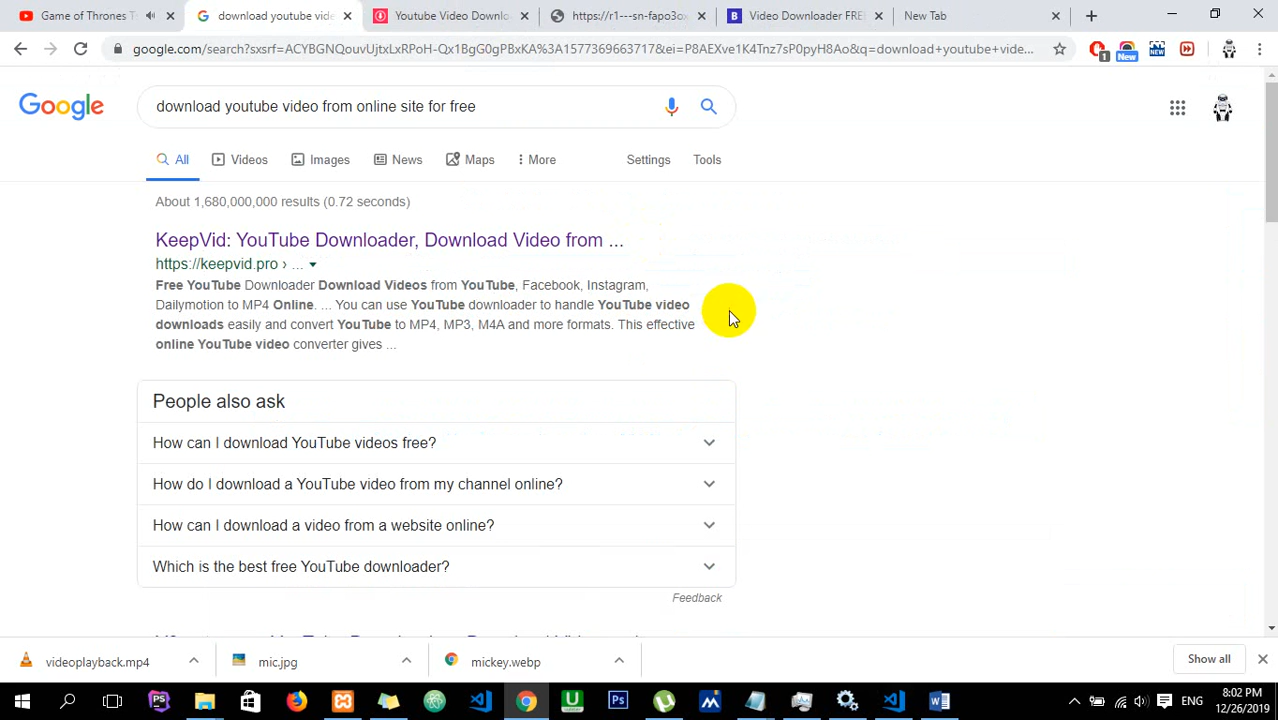 Game of Thrones T
download youtube vide
Youtube Video Downlo
https://r1---sn-fapo3ox
Video Downloader FREE
New Tab
google.com/search?sxsrf=ACYBGNQouvUjtxLxRPoH-Qx1BgG0gPBxKA%3A1577369663717&ei=P8AEXve1K4Tnz7sP0pyH8Ao&q=download+youtube+vide...
1
New
NEW
Google
download youtube video from online site for free
All
Videos
Images
News
Maps
More
Settings
Tools
About 1,680,000,000 results (0.72 seconds)
KeepVid: YouTube Downloader, Download Video from ...
https://keepvid.pro › ...
Free YouTube Downloader Download Videos from YouTube, Facebook, Instagram,
Dailymotion to MP4 Online. ... You can use YouTube downloader to handle YouTube video
downloads easily and convert YouTube to MP4, MP3, M4A and more formats. This effective
online YouTube video converter gives ...
People also ask
How can I download YouTube videos free?
How do I download a YouTube video from my channel online?
How can I download a video from a website online?
Which is the best free YouTube downloader?
Feedback
videoplayback.mp4
mic.jpg
mickey.webp
Show all
ENG
8:02 PM
12/26/2019